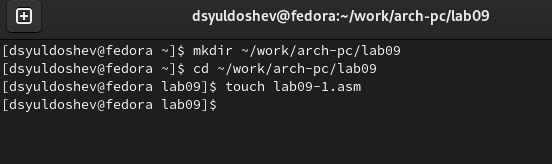 dsyuldoshev@fedora:~/work/arch-pc/lab09
[dsyuldoshev@fedora ~]$ mkdir ~/work/arch-pc/lab09
[dsyuldoshev@fedora ~]$ cd ~/work/arch-pc/lab09
[dsyuldoshev@fedora lab09]$ touch lab09-1.asm
[dsyuldoshev@fedora lab09]$